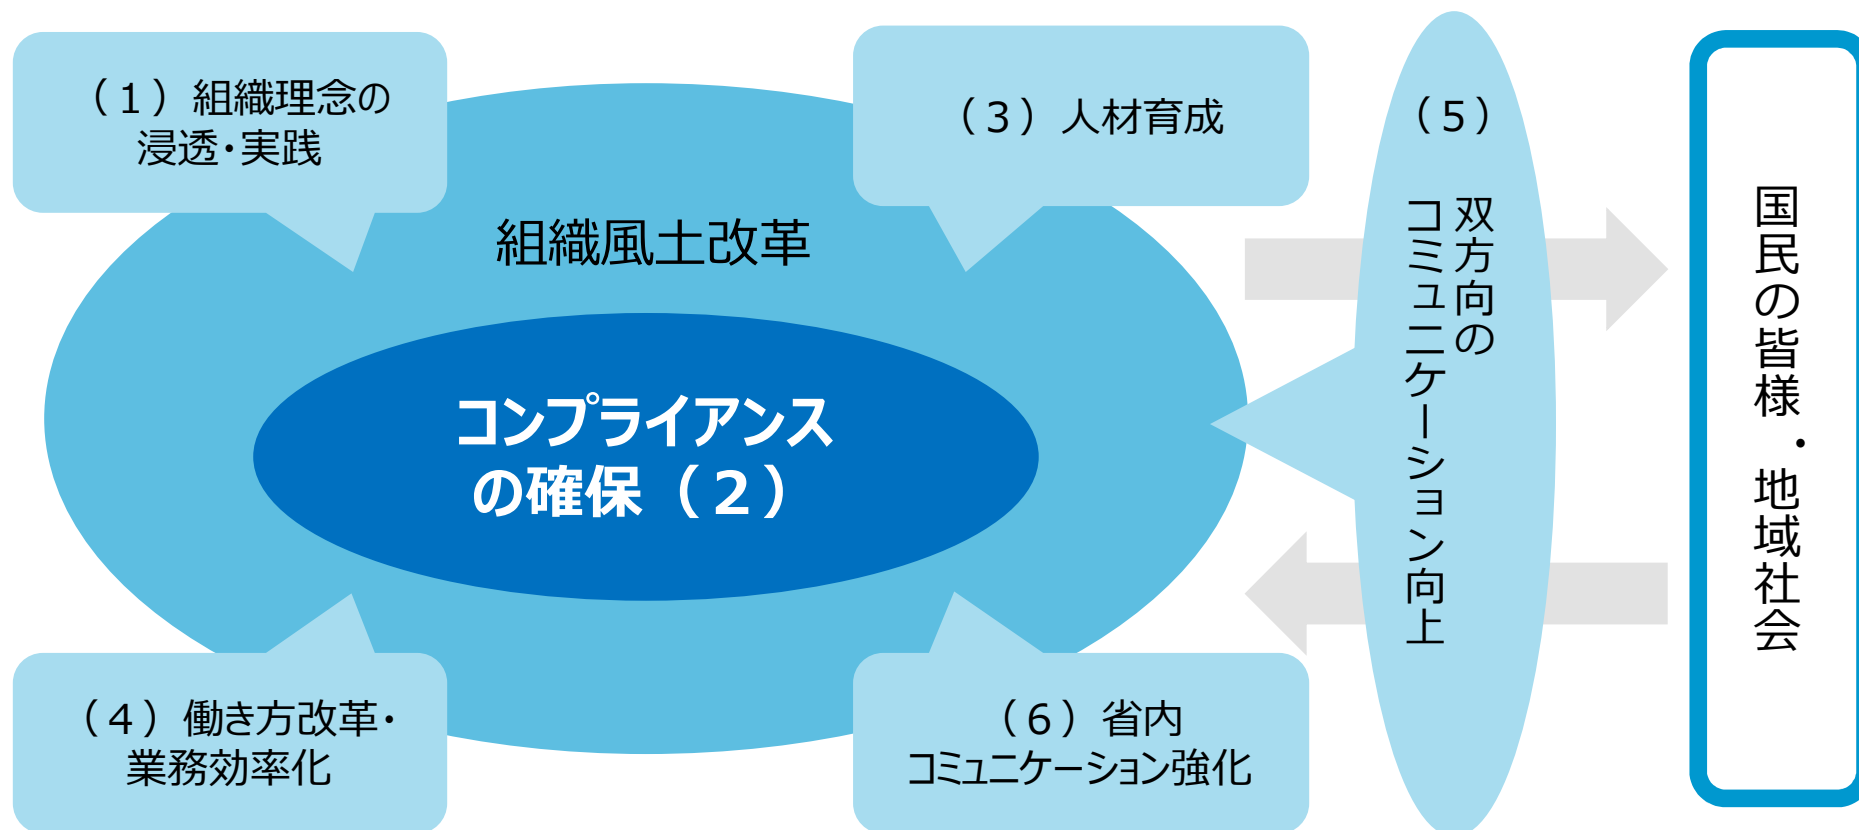 （１）組織理念の
浸透・実践
（３）人材育成
組織風土改革
コンプライアンス
の確保（２）
（４）働き方改革・
業務効率化
（６）省内
コミュニケーション強化
（５）
双方向の
コミュニケーション向上
国民の皆様・地域社会